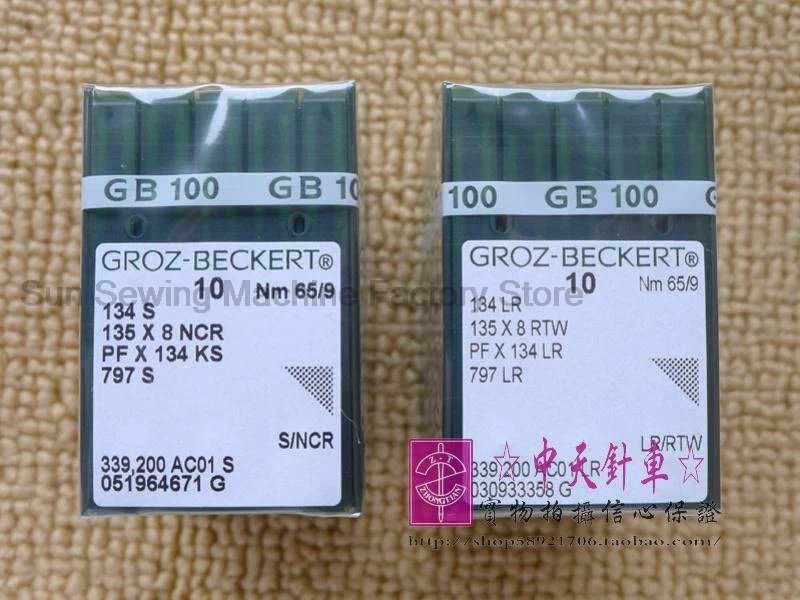 GB 100 GB 10
GROZ-BECKERT®
10 Nm 65/9
134 S
135 X 8 NCR
PF X 134 KS
797 S
S/NCR
339,200 AC01 S
051964671 G
100 GB 100 G
GROZ-BECKERT®
10 Nm 65/9
134 LR
135 X 8 RTW
PF X 134 LR
797 LR
LR/RTW
339,200 AC01 LR
030933358 G
Sun Sewing Machine Factory Store
Z.T
ZHONGTIAN
☆中天針車☆
實物拍攝信心保證
http://shop58921706.taobao.com/